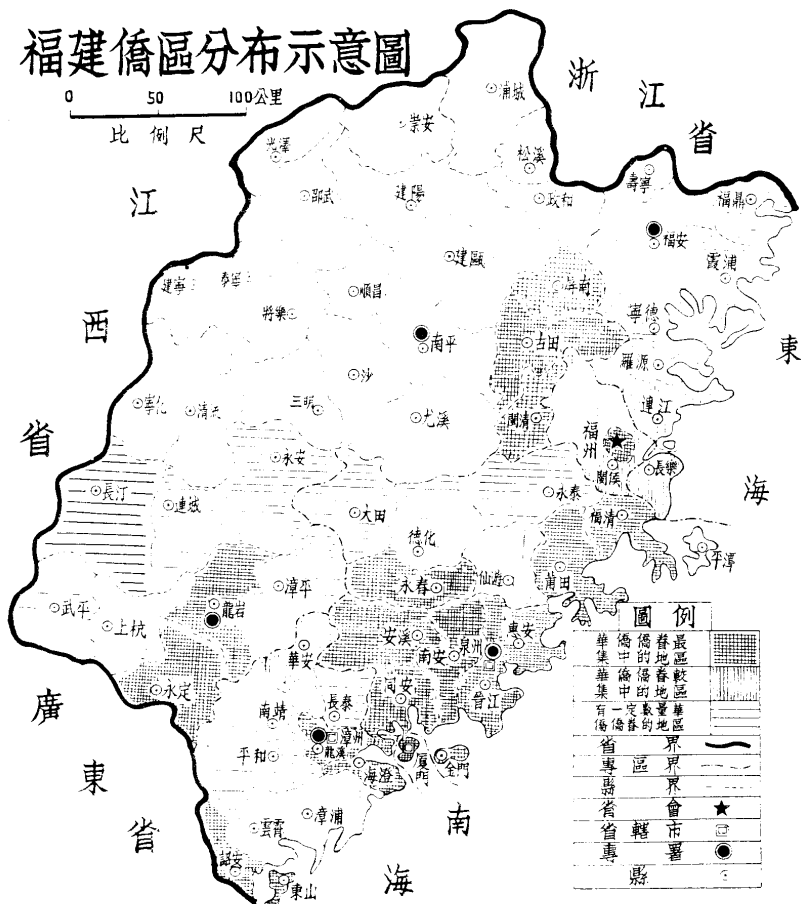 福建僑區分布示意圖
0 50 100公里
比例尺
浙江省
江西省
廣東省
東海
南海
浦城
崇安
光澤
松溪
壽寧
福鼎
邵武
建陽
政和
福安
霞浦
建甌
屏南
建寧
泰寧
順昌
將樂
寧德
南平
古田
羅源
沙
寧化
清流
三明
尤溪
閩清
連江
福州
閩侯
長樂
永安
長汀
連城
永泰
大田
福清
德化
平潭
漳平
永春
仙游
莆田
武平
上杭
龍岩
安溪
泉州
惠安
南安
華安
永定
同安
晉江
南靖
長泰
漳州
龍溪
平和
海澄
厦門
金門
雲霄
漳浦
詔安
東山
圖例
華僑僑眷最
集中的地區
華僑僑眷較
集中的地區
有一定數量華
僑僑眷的地區
省界
專區界
縣界
省會
省轄市
專署
縣